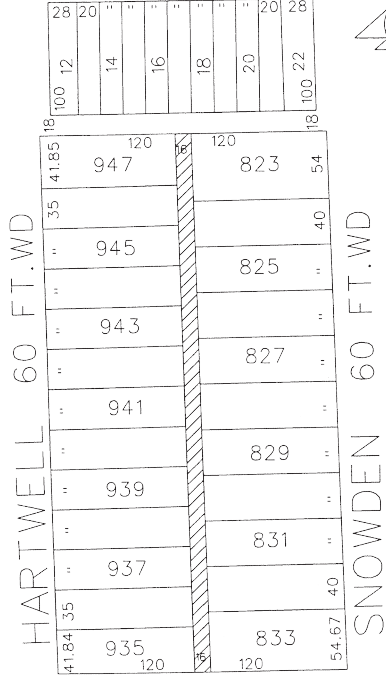 28 20 " " " " " " 20 28
12 14 16 18 20 22
100 100
18 18
41.85 947 120 16 120 823 54
35 40
" 945 825 "
"
" 943 "
" 827 "
" 941 "
" 829
" 939 "
" 831 "
" 937
35 40
41.84 935 120 16 120 833 54.67
HARTWELL 60 FT.WD
SNOWDEN 60 FT.WD